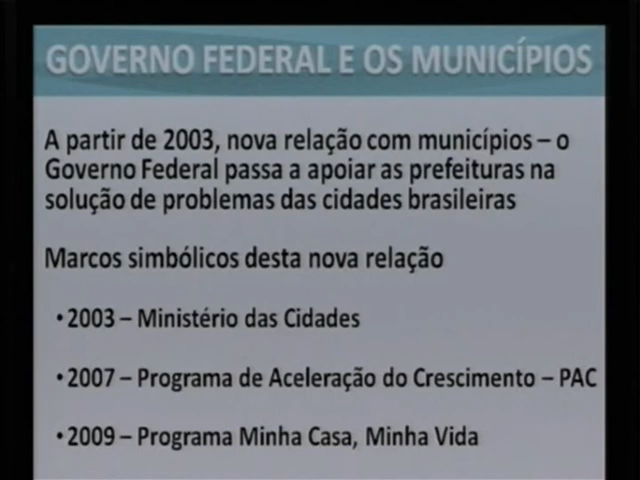 GOVERNO FEDERAL E OS MUNICÍPIOS
A partir de 2003, nova relação com municípios – o
Governo Federal passa a apoiar as prefeituras na
solução de problemas das cidades brasileiras
Marcos simbólicos desta nova relação
• 2003 – Ministério das Cidades
• 2007 – Programa de Aceleração do Crescimento – PAC
• 2009 – Programa Minha Casa, Minha Vida